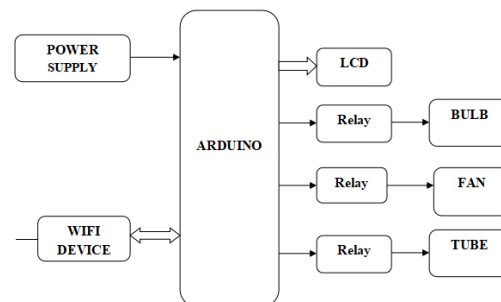 POWER
SUPPLY
LCD
Relay
BULB
ARDUINO
Relay
FAN
WIFI
DEVICE
Relay
TUBE